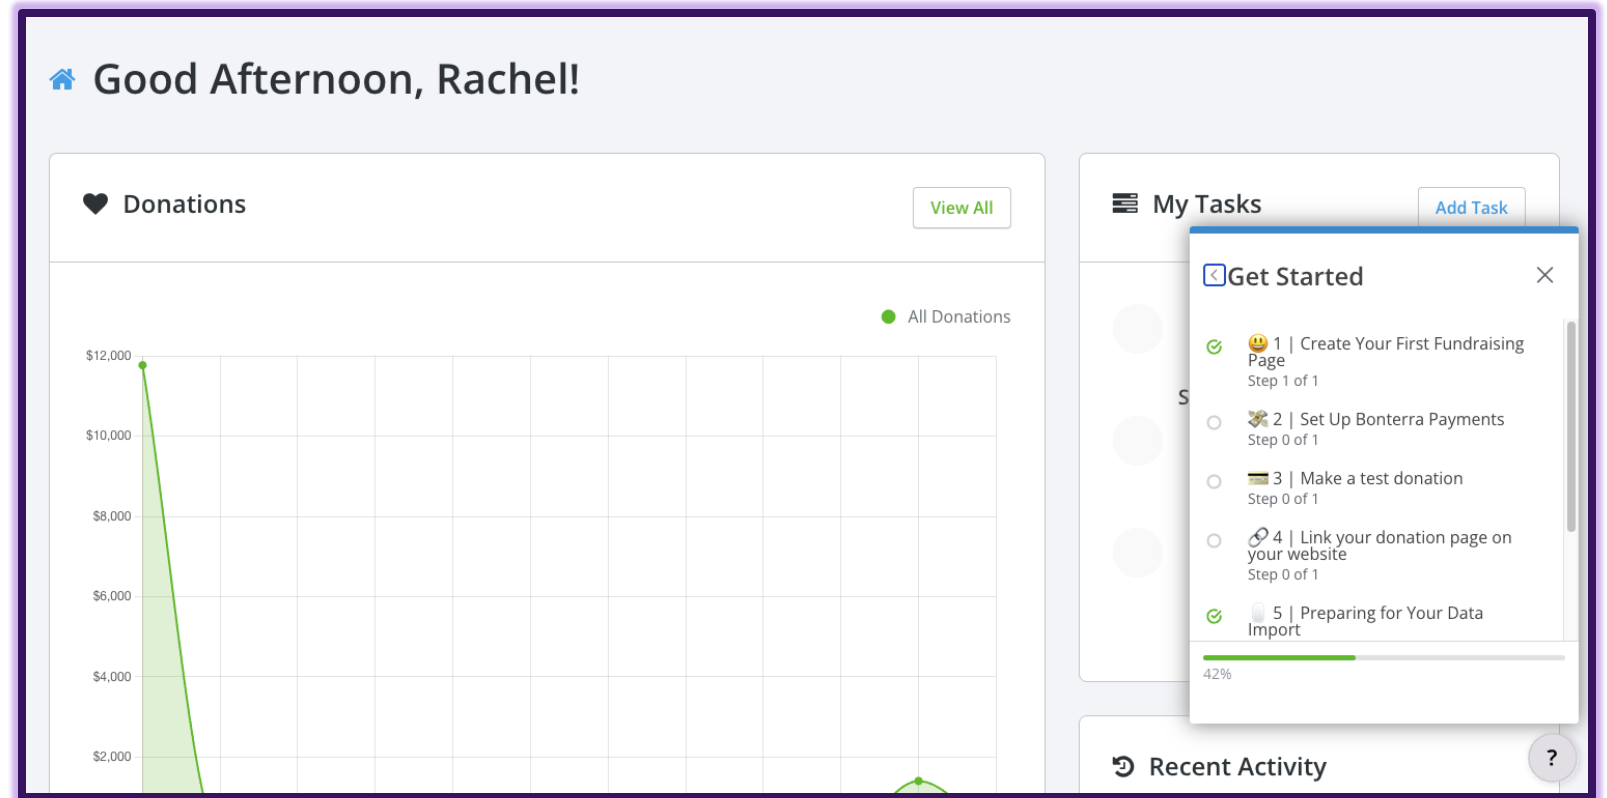 Good Afternoon, Rachel!
Donations
View All
All Donations
$12,000
$10,000
$8,000
$6,000
$4,000
$2,000
My Tasks
Add Task
S
Get Started
😃 1 | Create Your First Fundraising
Page
Step 1 of 1
💸 2 | Set Up Bonterra Payments
Step 0 of 1
💳 3 | Make a test donation
Step 0 of 1
🔗 4 | Link your donation page on
your website
Step 0 of 1
5 | Preparing for Your Data
Import
42%
Recent Activity
?